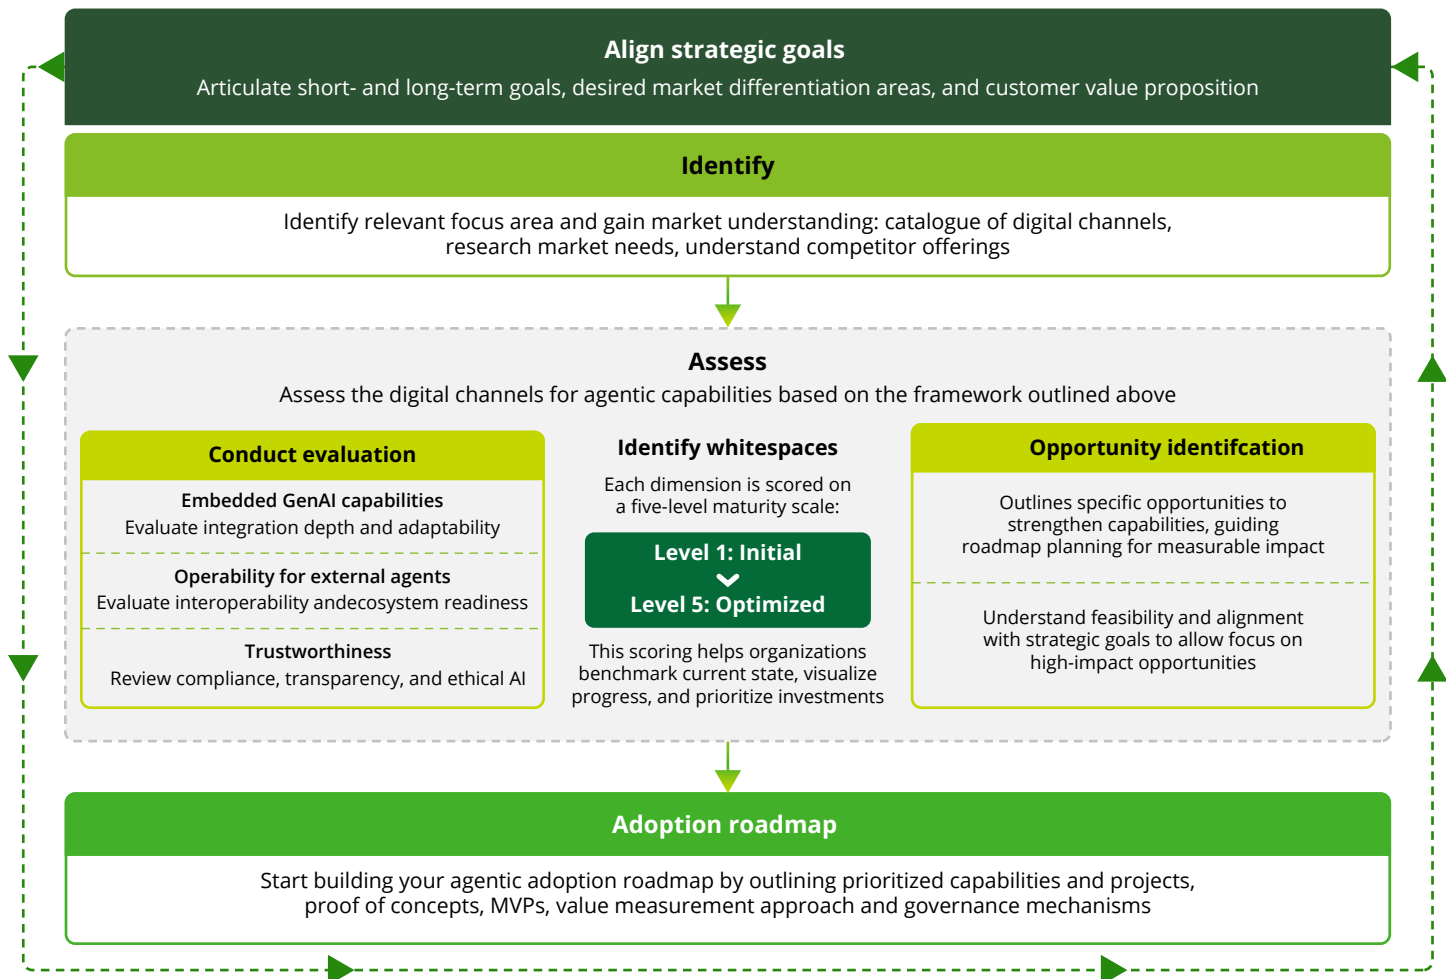 Align strategic goals
Articulate short- and long-term goals, desired market differentiation areas, and customer value proposition
Identify
Identify relevant focus area and gain market understanding: catalogue of digital channels,
research market needs, understand competitor offerings
Assess
Assess the digital channels for agentic capabilities based on the framework outlined above
Conduct evaluation
Embedded GenAI capabilities
Evaluate integration depth and adaptability
Operability for external agents
Evaluate interoperability andecosystem readiness
Trustworthiness
Review compliance, transparency, and ethical AI
Identify whitespaces
Each dimension is scored on
a five-level maturity scale:
Level 1: Initial
Level 5: Optimized
This scoring helps organizations
benchmark current state, visualize
progress, and prioritize investments
Opportunity identifcation
Outlines specific opportunities to
strengthen capabilities, guiding
roadmap planning for measurable impact
Understand feasibility and alignment
with strategic goals to allow focus on
high-impact opportunities
Adoption roadmap
Start building your agentic adoption roadmap by outlining prioritized capabilities and projects,
proof of concepts, MVPs, value measurement approach and governance mechanisms